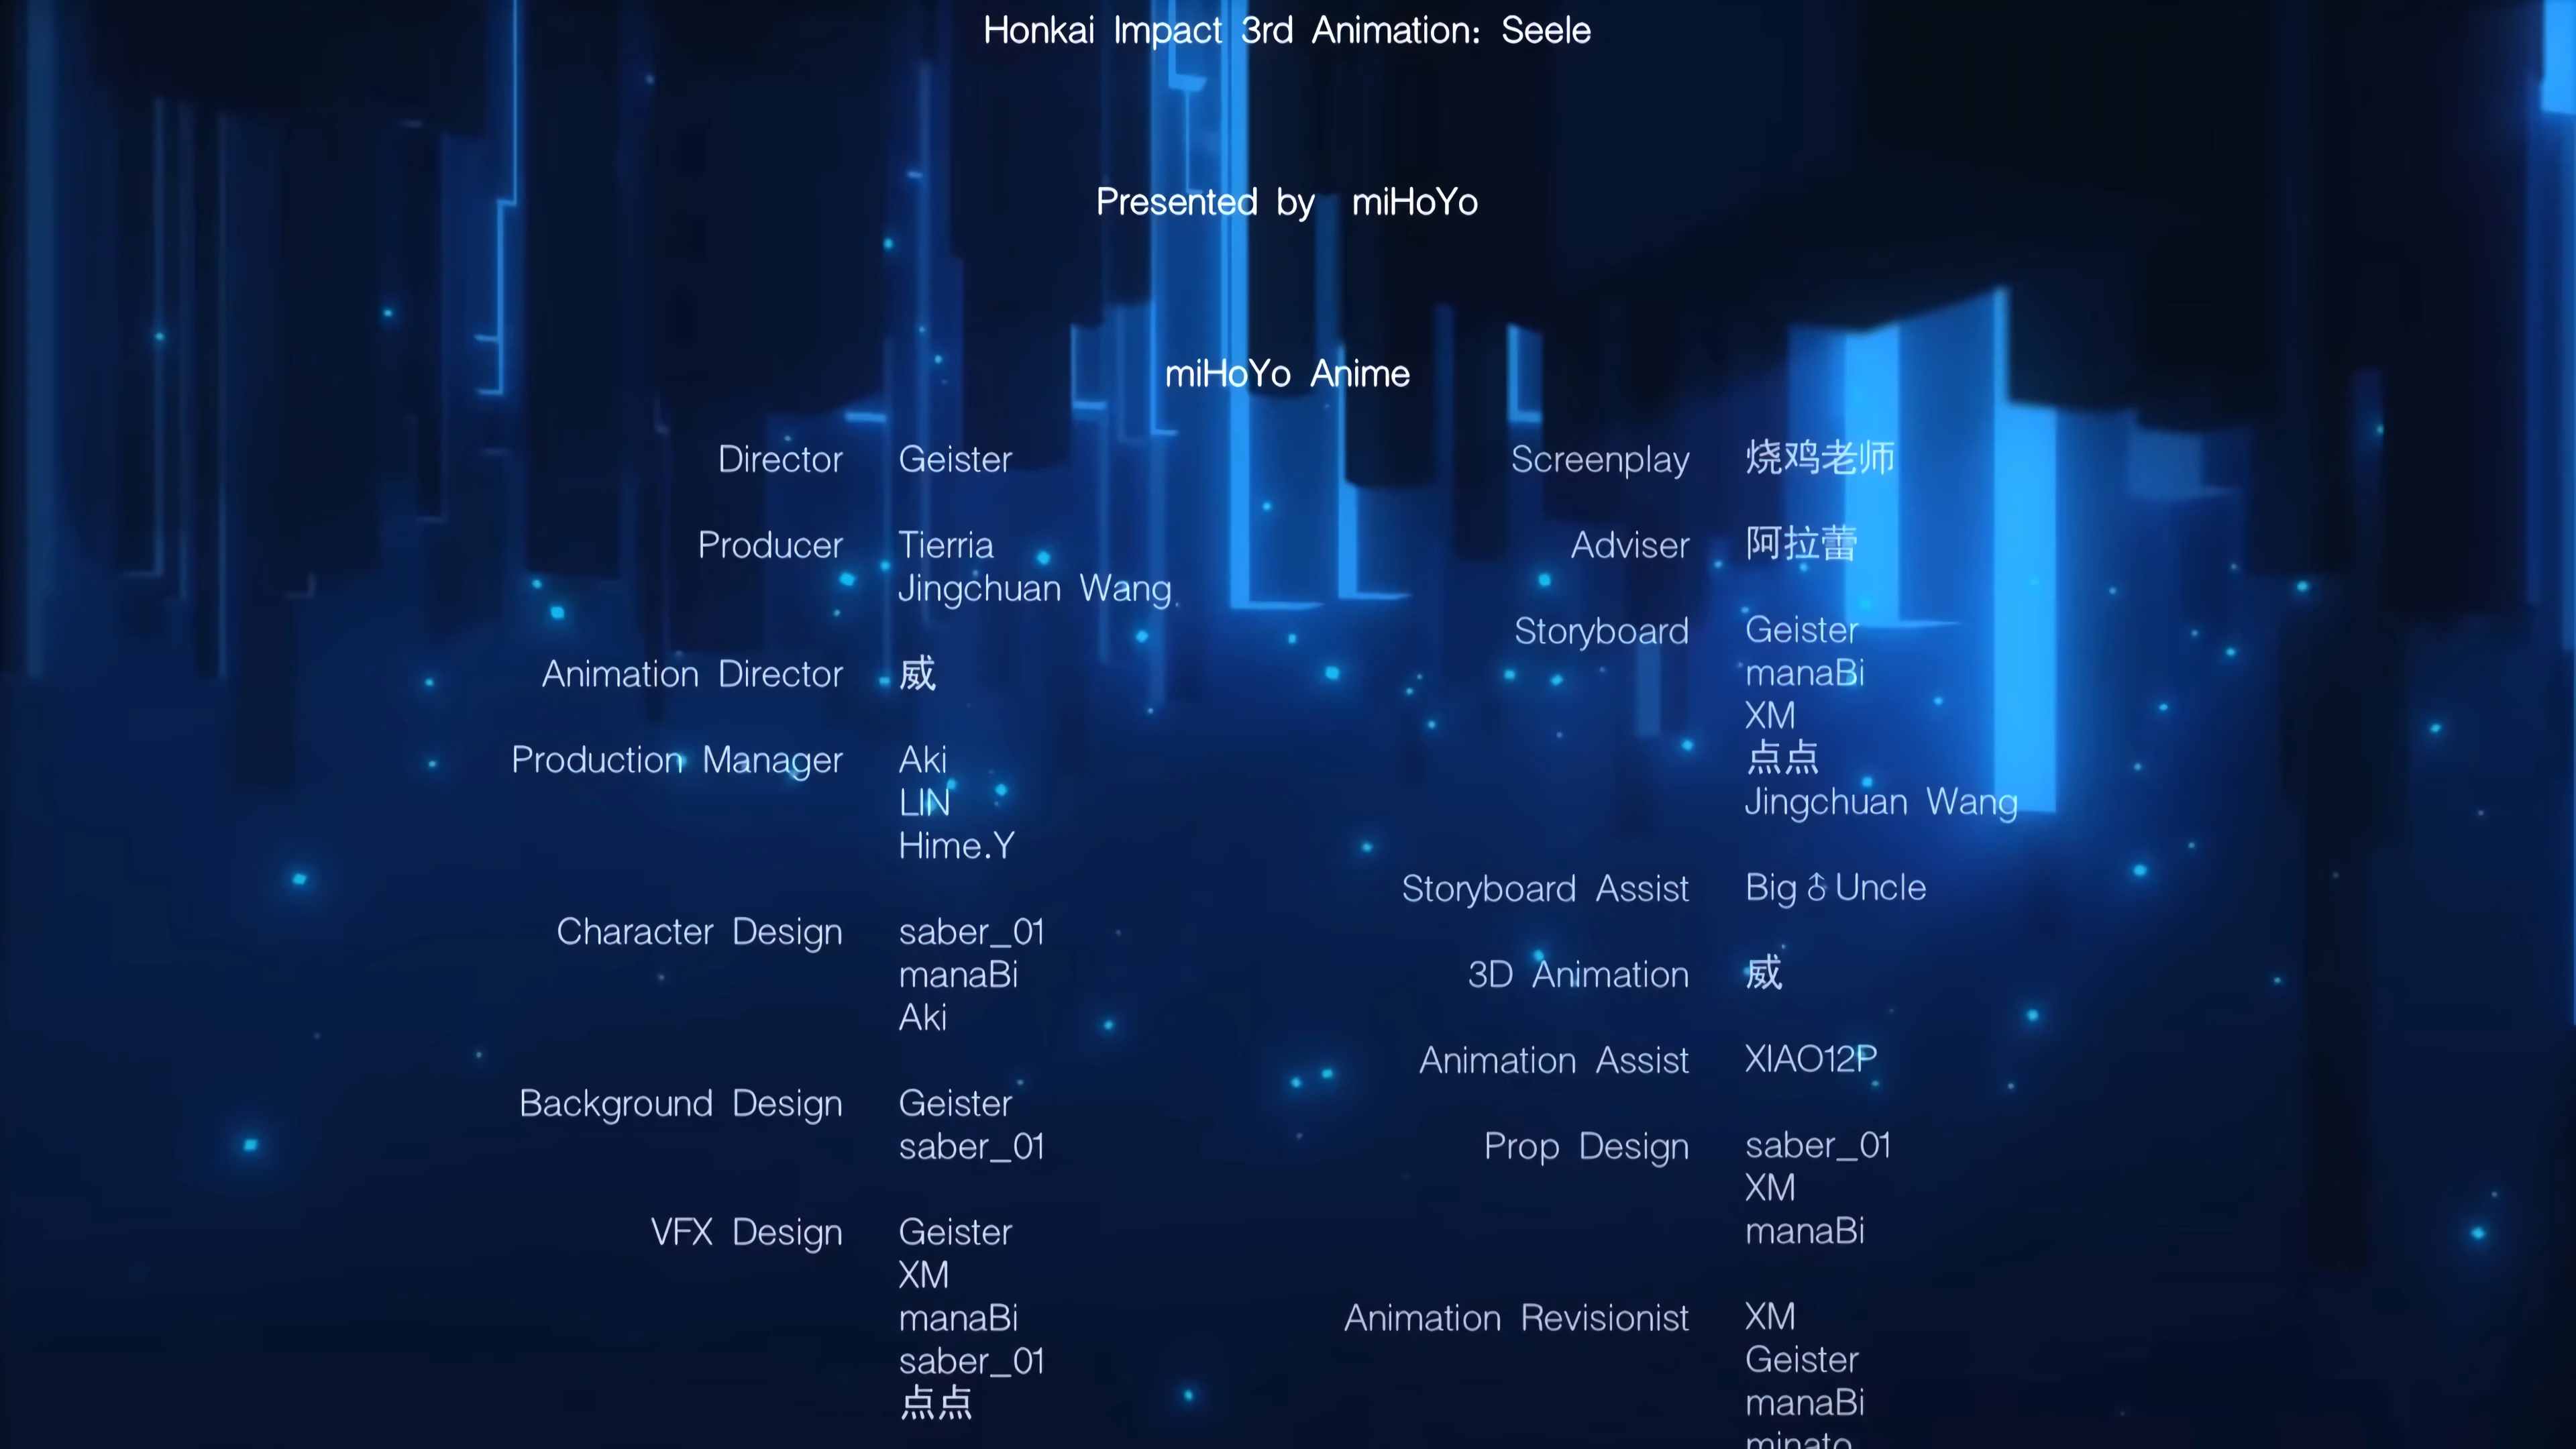 Honkai Impact 3rd Animation: Seele
Presented by miHoYo
miHoYo Anime
Director Geister
Producer Tierria
Jingchuan Wang
Animation Director 威
Production Manager Aki
LIN
Hime.Y
Character Design saber_01
manaBi
Aki
Background Design Geister
saber_01
VFX Design Geister
XM
manaBi
saber_01
点点
Screenplay 烧鸡老师
Adviser 阿拉蕾
Storyboard Geister
manaBi
XM
点点
Jingchuan Wang
Storyboard Assist Big♂Uncle
3D Animation 威
Animation Assist XIAO12P
Prop Design saber_01
XM
manaBi
Animation Revisionist XM
Geister
manaBi
minato